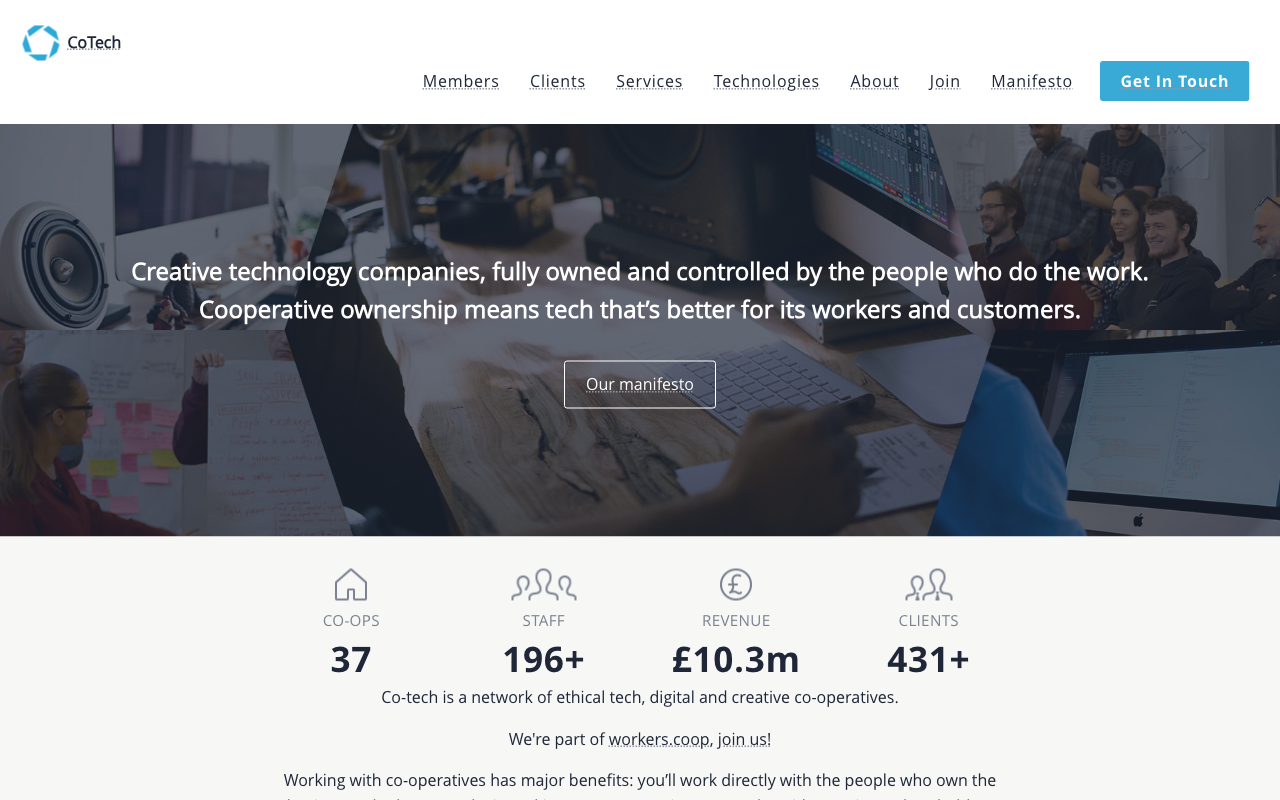 CoTech
Members Clients Services Technologies About Join Manifesto Get In Touch
Creative technology companies, fully owned and controlled by the people who do the work.
Cooperative ownership means tech that’s better for its workers and customers.
Our manifesto
CO-OPS STAFF REVENUE CLIENTS
37 196+ £10.3m 431+
Co-tech is a network of ethical tech, digital and creative co-operatives.
We're part of workers.coop, join us!
Working with co-operatives has major benefits: you’ll work directly with the people who own the